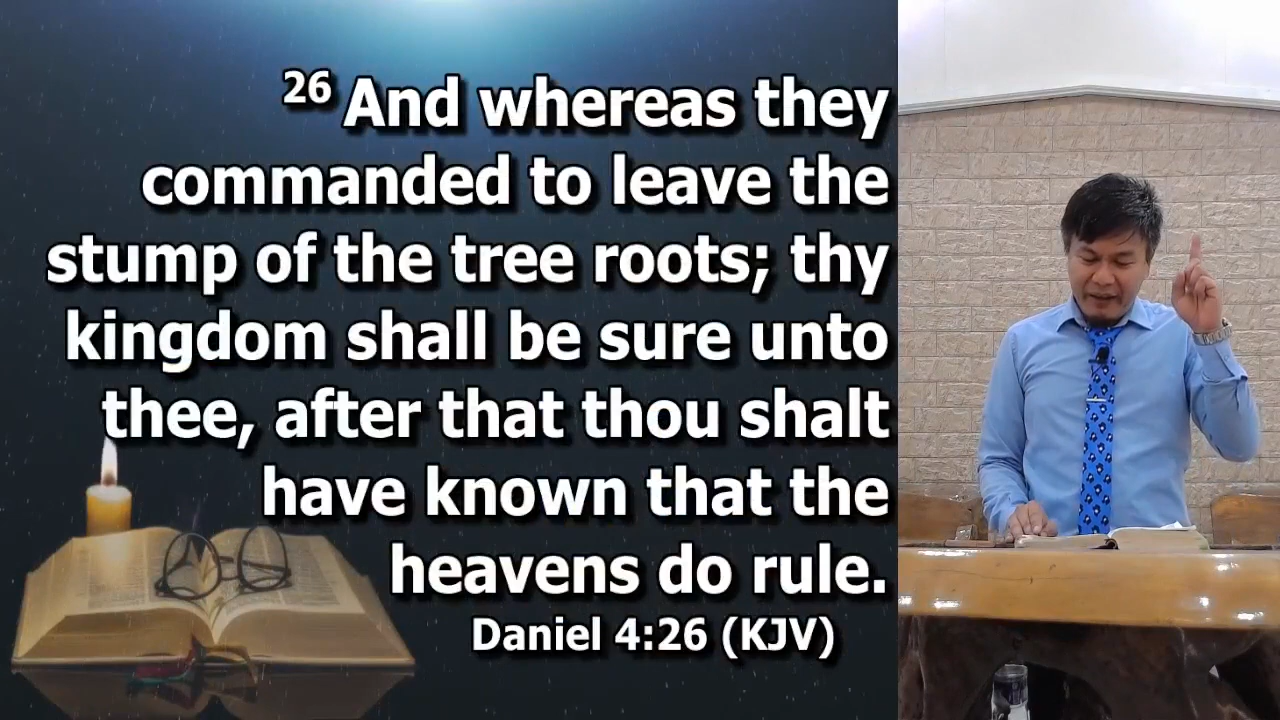 26 And whereas they
commanded to leave the
stump of the tree roots; thy
kingdom shall be sure unto
thee, after that thou shalt
have known that the
heavens do rule.
Daniel 4:26 (KJV)